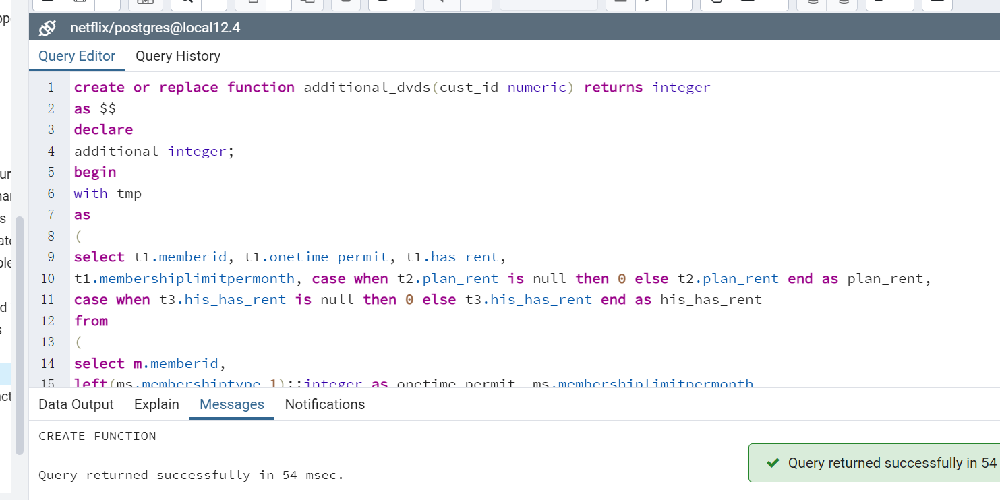 netflix/postgres@local12.4
Query Editor Query History
1 create or replace function additional_dvds(cust_id numeric) returns integer
2 as $$
3 declare
4 additional integer;
5 begin
6 with tmp
7 as
8 (
9 select t1.memberid, t1.onetime_permit, t1.has_rent,
10 t1.membershiplimitpermonth, case when t2.plan_rent is null then 0 else t2.plan_rent end as plan_rent,
11 case when t3.his_has_rent is null then 0 else t3.his_has_rent end as his_has_rent
12 from
13 (
14 select m.memberid,
15 left(ms.membershiptype,1)::integer as onetime_permit, ms.membershiplimitpermonth,
Data Output Explain Messages Notifications
CREATE FUNCTION
Query returned successfully in 54 msec.
Query returned successfully in 54